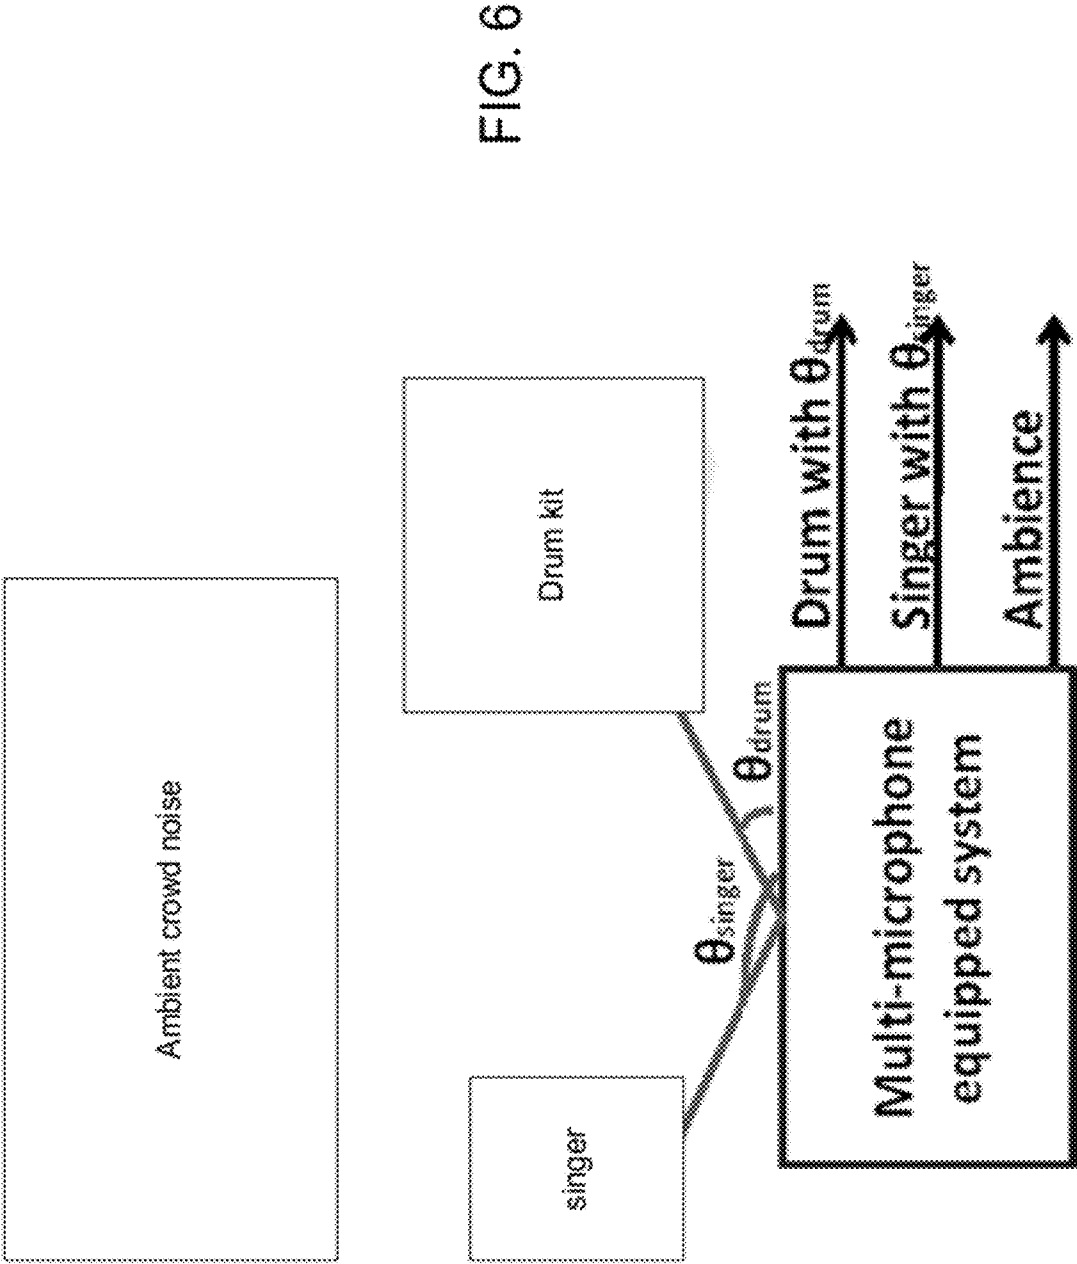 Ambient crowd noise
singer
Drum kit
θsinger
θdrum
Multi-microphone
equipped system
Drum with θdrum
Singer with θsinger
Ambience
FIG. 6